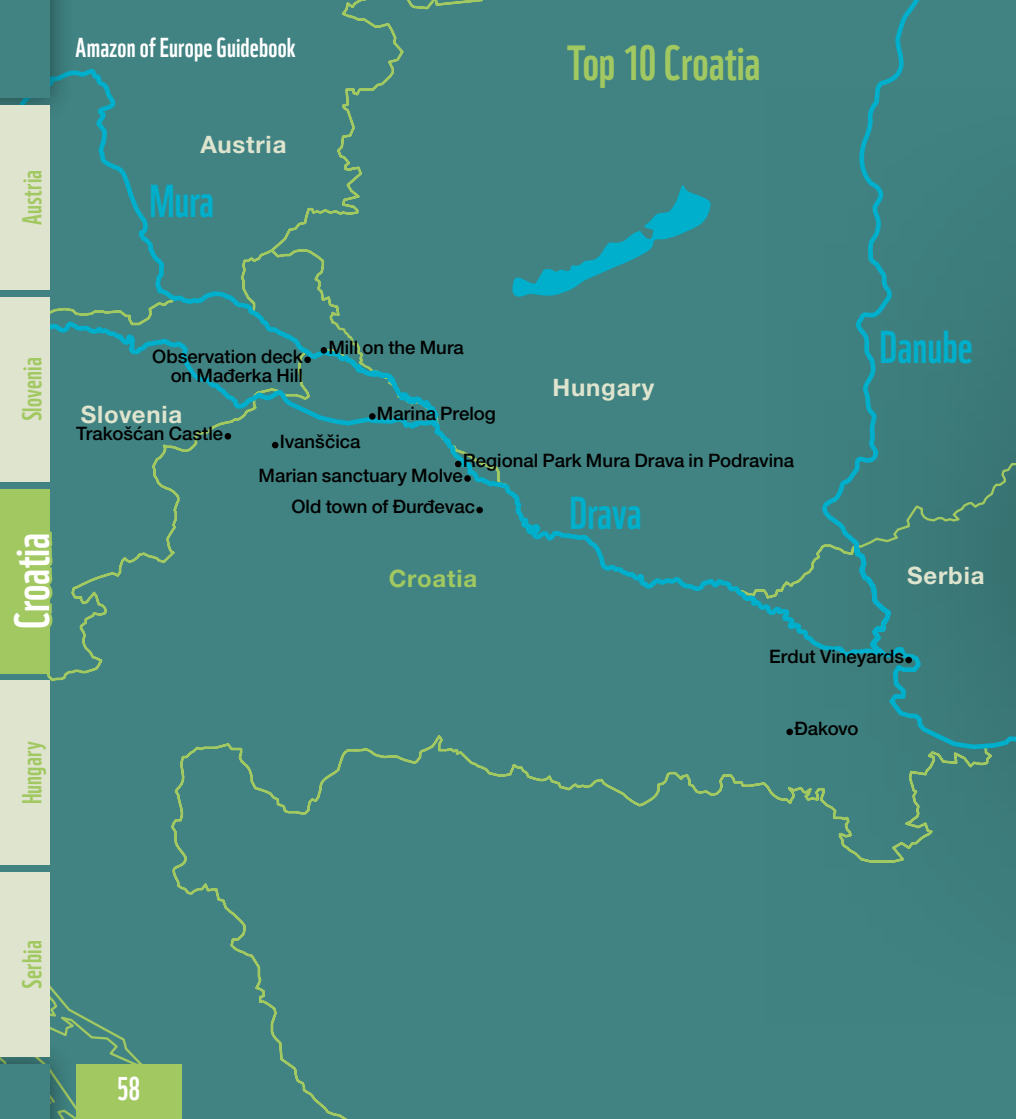 Amazon of Europe Guidebook
Top 10 Croatia
Austria
Mura
Danube
Mill on the Mura
Observation deck
on Mađerka Hill
Hungary
Slovenia
Marina Prelog
Trakošćan Castle
Ivanščica
Regional Park Mura Drava in Podravina
Marian sanctuary Molve
Old town of Đurđevac
Drava
Croatia
Serbia
Erdut Vineyards
Đakovo
Austria
Slovenia
Croatia
Hungary
Serbia
58